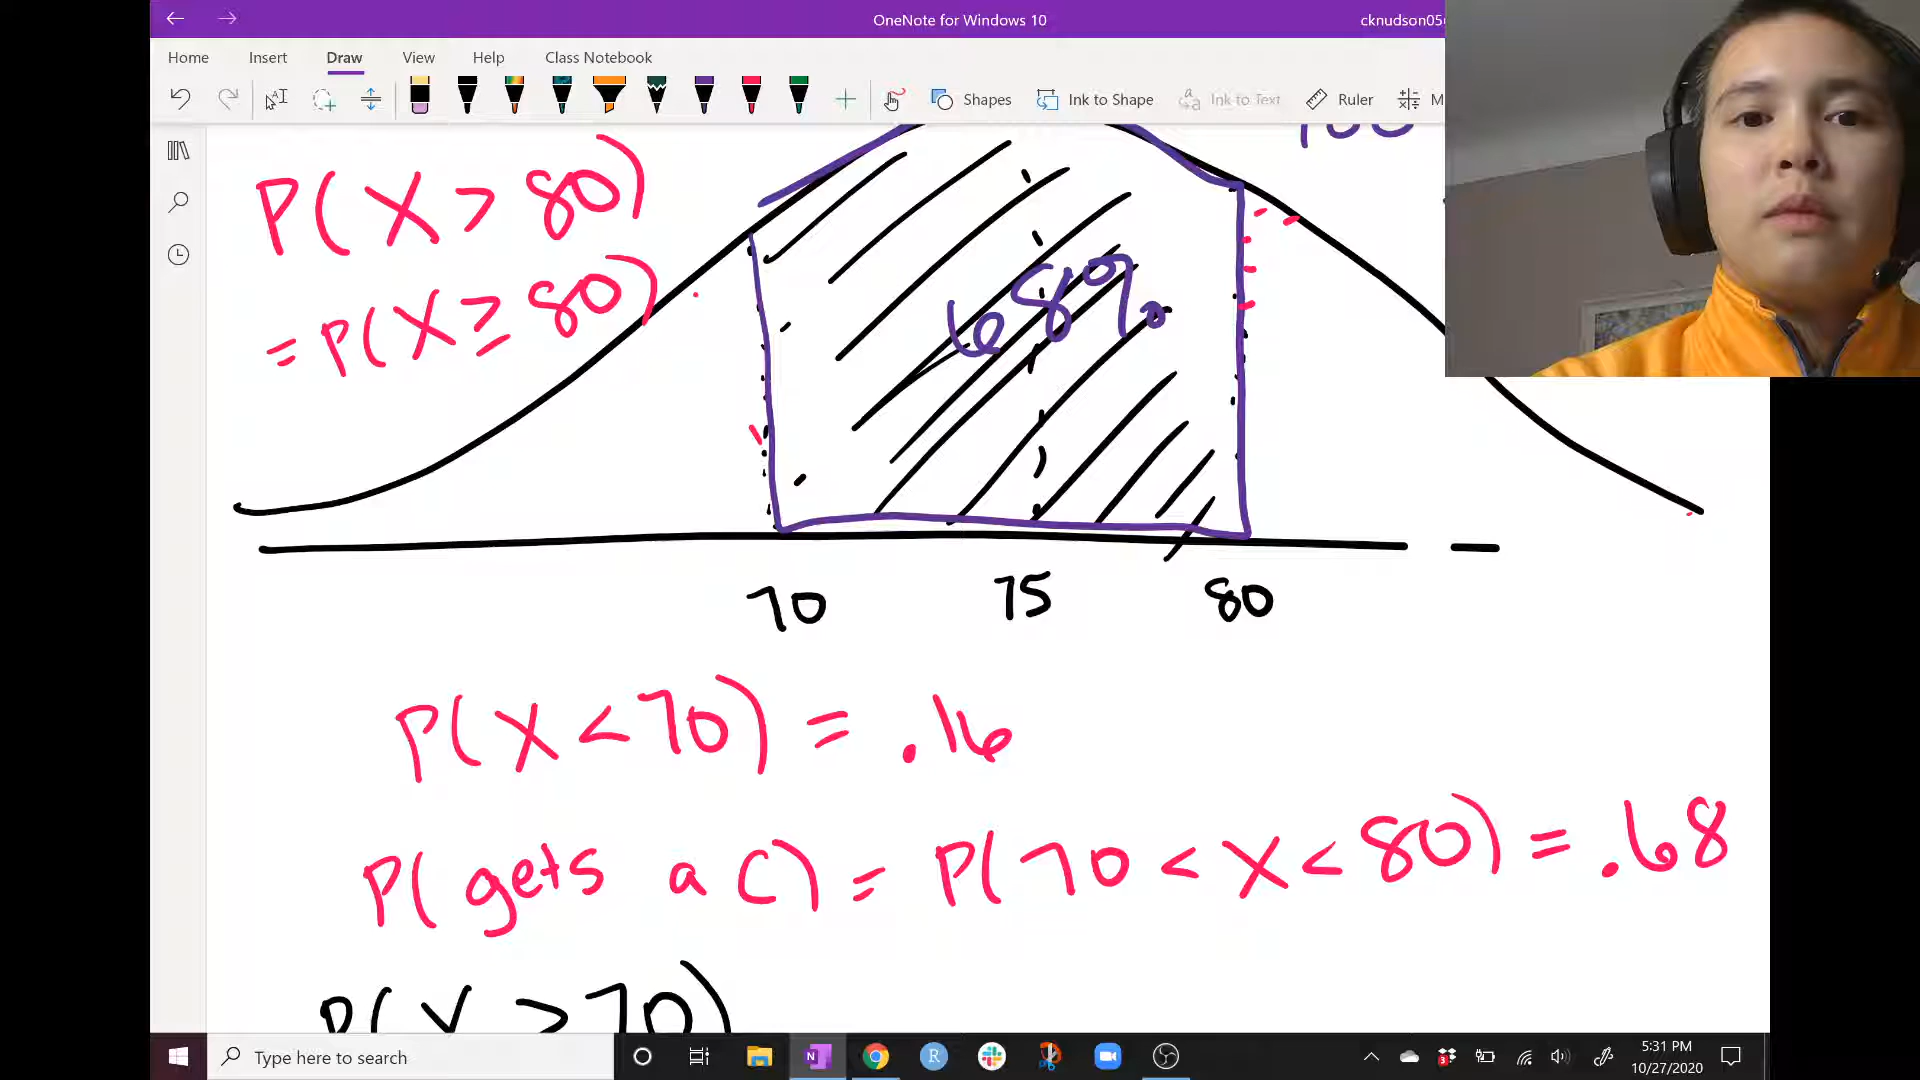 OneNote for Windows 10
Home Insert Draw View Help Class Notebook
Shapes Ink to Shape Ink to Text Ruler
P(X > 80)
= P(X ≥ 80)
68%
70 75 80
P(X < 70) = .16
P(gets a C) = P(70 < X < 80) = .68
P(X > 70)
Type here to search
5:31 PM
10/27/2020